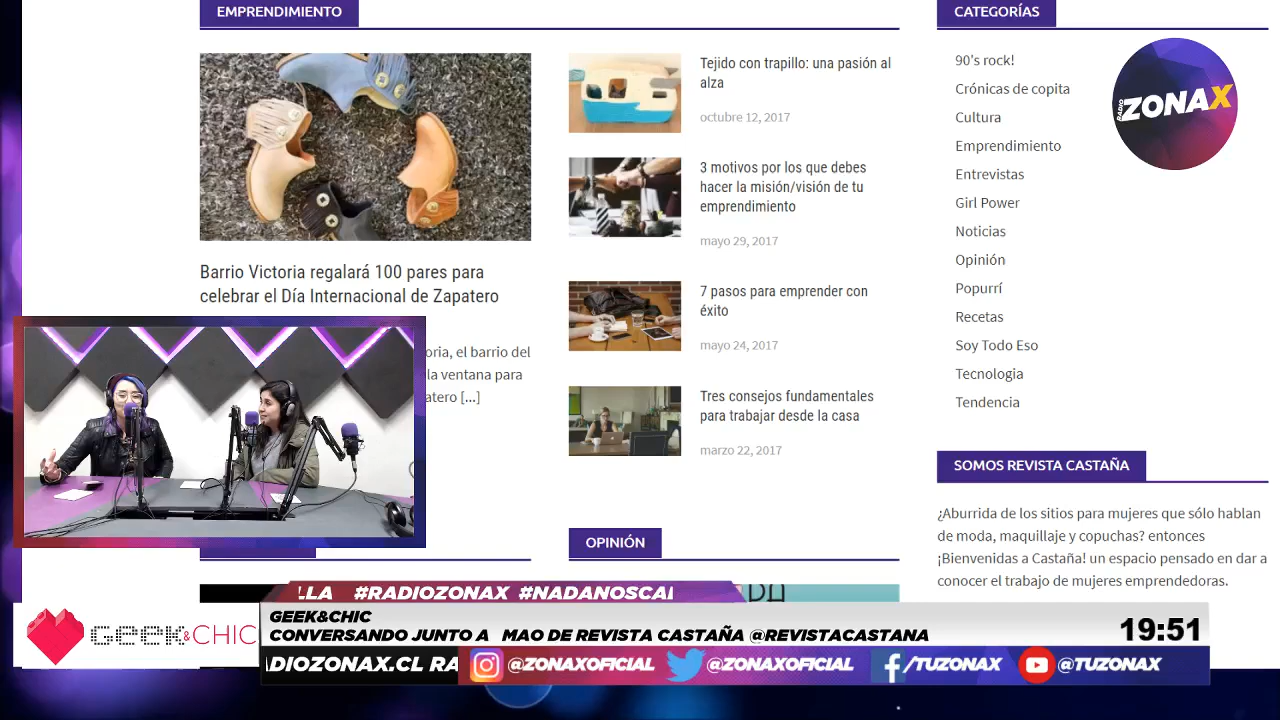 EMPRENDIMIENTO
Barrio Victoria regalará 100 pares para
celebrar el Día Internacional de Zapatero
oria, el barrio del
la ventana para
atero [...]
Tejido con trapillo: una pasión al
alza
octubre 12, 2017
3 motivos por los que debes
hacer la misión/visión de tu
emprendimiento
mayo 29, 2017
7 pasos para emprender con
éxito
mayo 24, 2017
Tres consejos fundamentales
para trabajar desde la casa
marzo 22, 2017
OPINIÓN
CATEGORÍAS
90's rock!
Crónicas de copita
Cultura
Emprendimiento
Entrevistas
Girl Power
Noticias
Opinión
Popurrí
Recetas
Soy Todo Eso
Tecnologia
Tendencia
RADIO ZONAX
SOMOS REVISTA CASTAÑA
¿Aburrida de los sitios para mujeres que sólo hablan
de moda, maquillaje y copuchas? entonces
¡Bienvenidas a Castaña! un espacio pensado en dar a
conocer el trabajo de mujeres emprendedoras.
LLA #RADIOZONAX #NADANOSCAL
GEEK&CHIC
GEEK&CHIC
CONVERSANDO JUNTO A MAO DE REVISTA CASTAÑA @REVISTACASTANA
19:51
DIOZONAX.CL RA
@ZONAXOFICIAL @ZONAXOFICIAL /TUZONAX @TUZONAX